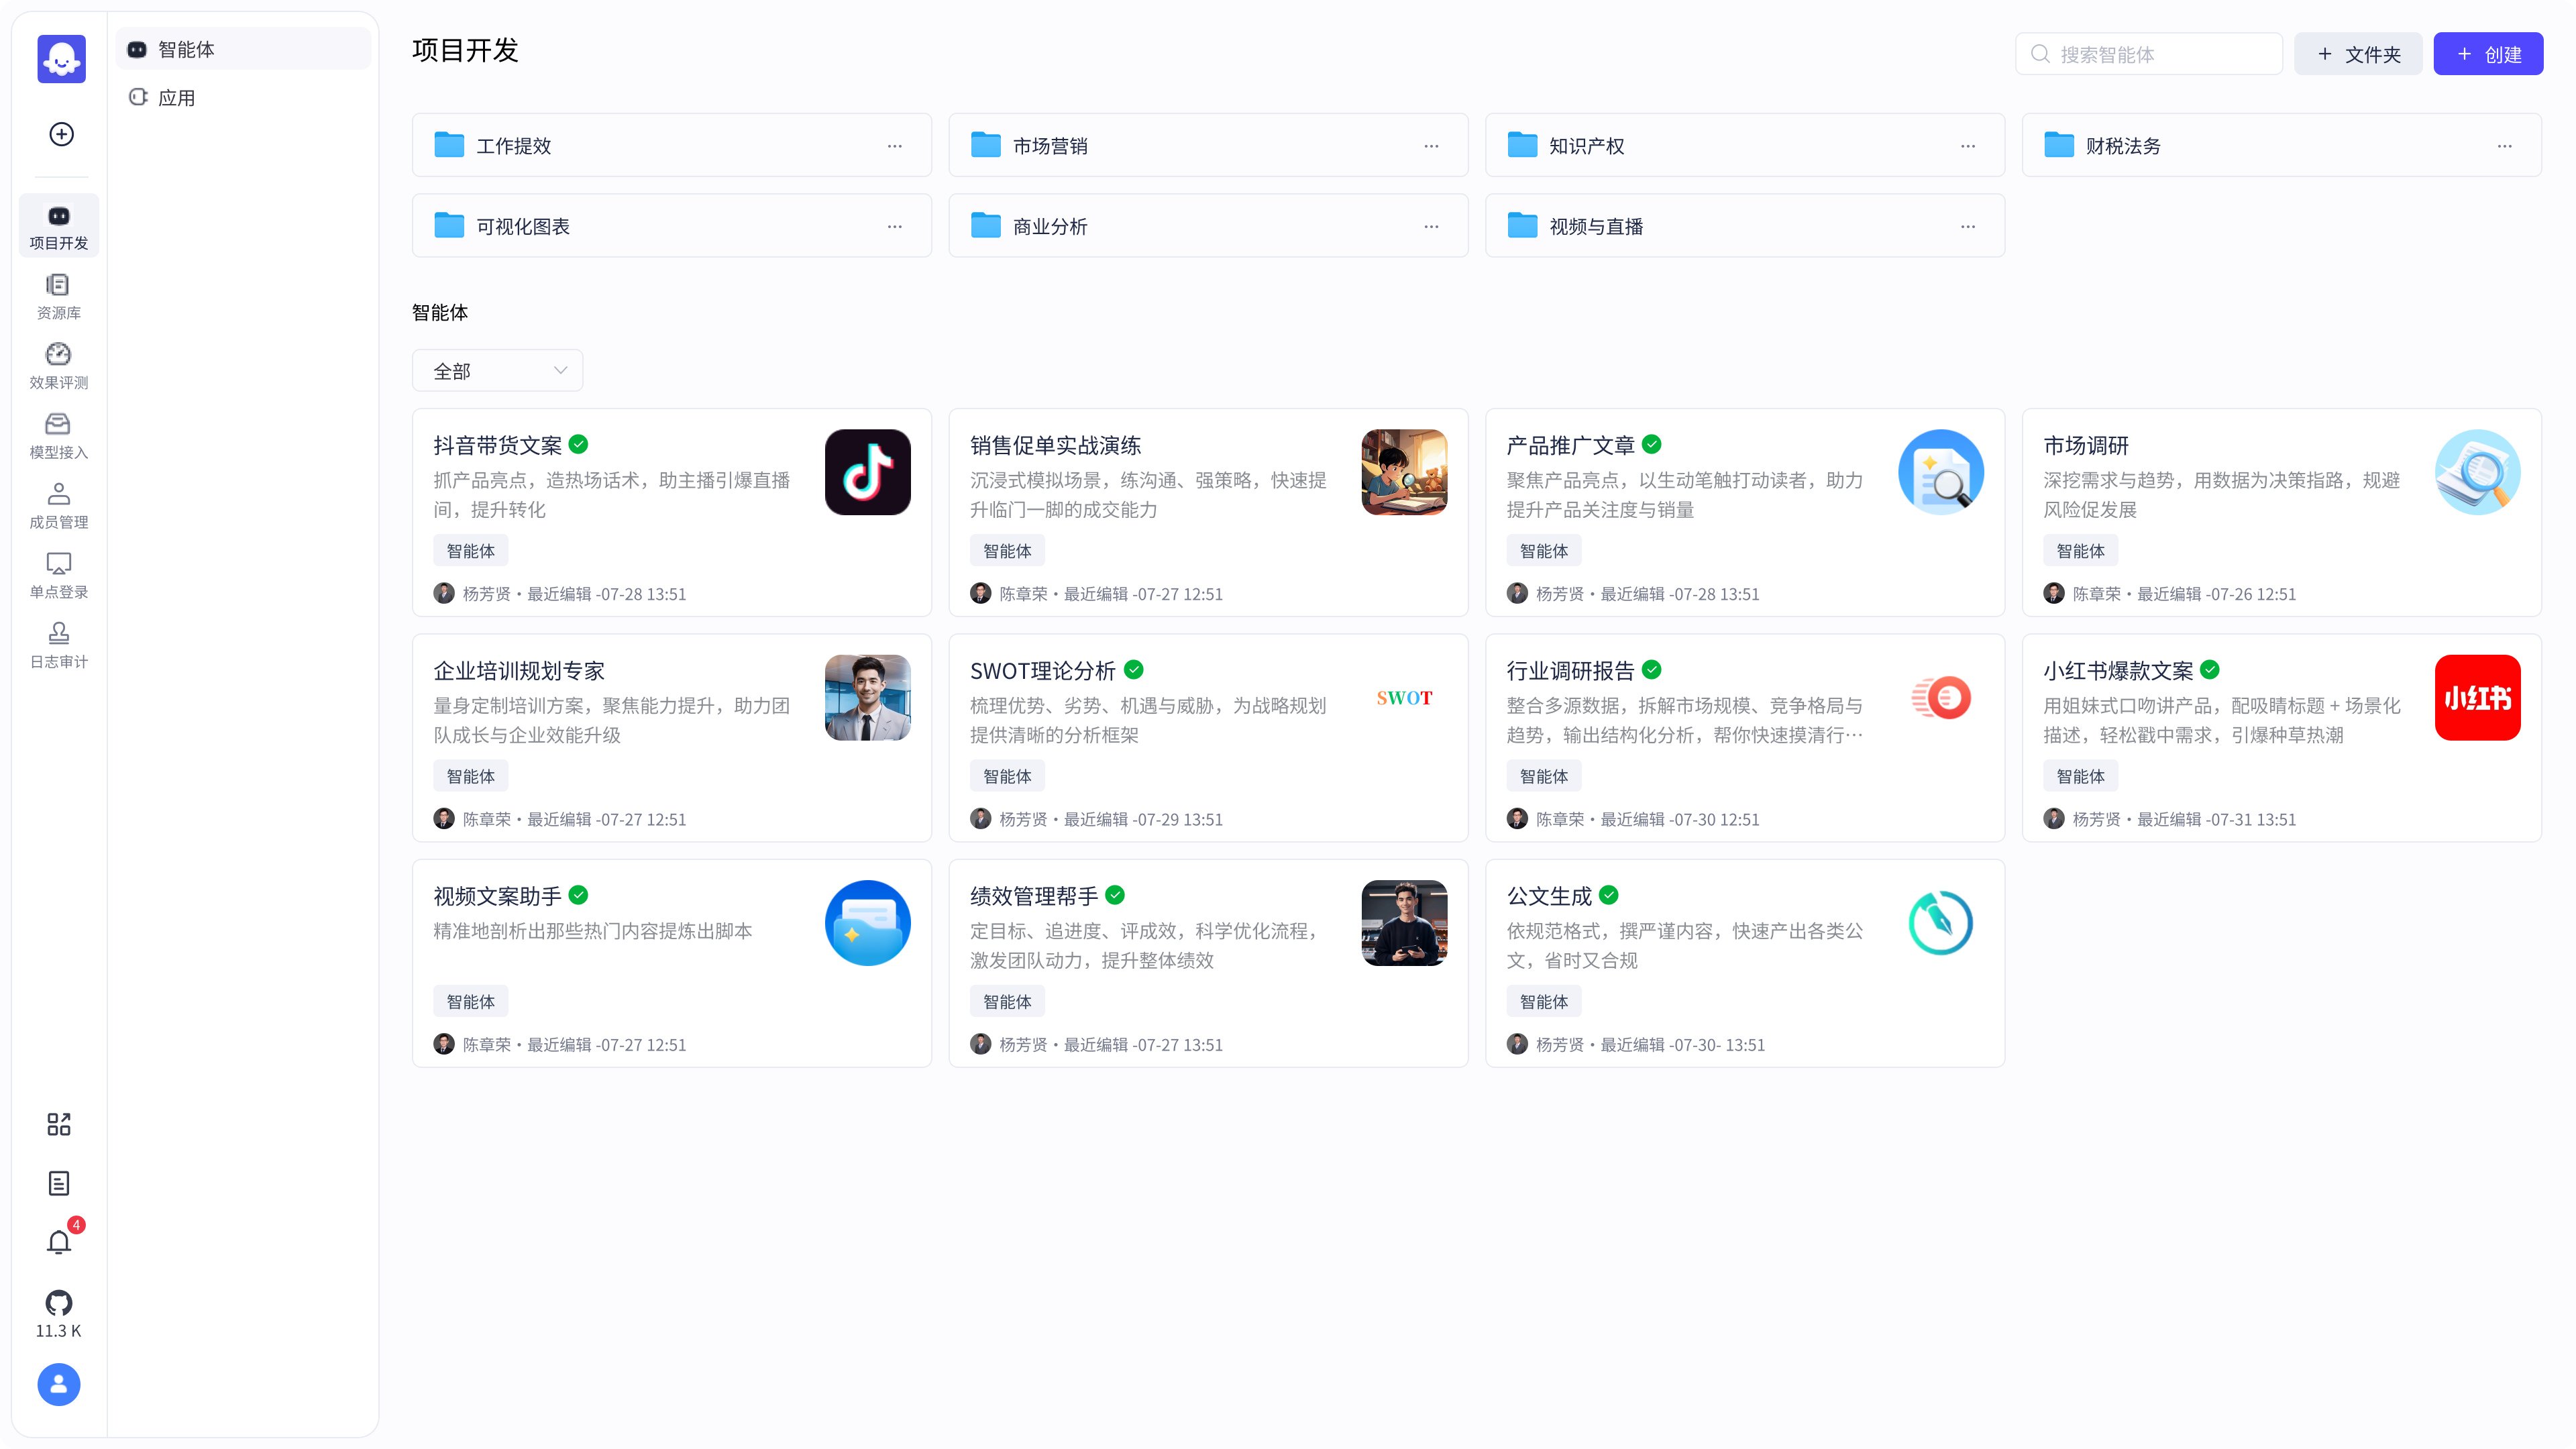 智能体
应用
项目开发
资源库
效果评测
模型接入
成员管理
单点登录
日志审计
4
11.3 K
项目开发
搜索智能体
文件夹
创建
工作提效
市场营销
知识产权
财税法务
可视化图表
商业分析
视频与直播
智能体
全部
抖音带货文案
抓产品亮点，造热场话术，助主播引爆直播
间，提升转化
智能体
杨芳贤·最近编辑 -07-28 13:51
销售促单实战演练
沉浸式模拟场景，练沟通、强策略，快速提
升临门一脚的成交能力
智能体
陈章荣·最近编辑 -07-27 12:51
产品推广文章
聚焦产品亮点，以生动笔触打动读者，助力
提升产品关注度与销量
智能体
杨芳贤·最近编辑 -07-28 13:51
市场调研
深挖需求与趋势，用数据为决策指路，规避
风险促发展
智能体
陈章荣·最近编辑 -07-26 12:51
企业培训规划专家
量身定制培训方案，聚焦能力提升，助力团
队成长与企业效能升级
智能体
陈章荣·最近编辑 -07-27 12:51
SWOT理论分析
梳理优势、劣势、机遇与威胁，为战略规划
提供清晰的分析框架
SWOT
智能体
杨芳贤·最近编辑 -07-29 13:51
行业调研报告
整合多源数据，拆解市场规模、竞争格局与
趋势，输出结构化分析，帮你快速摸清行…
智能体
陈章荣·最近编辑 -07-30 12:51
小红书爆款文案
用姐妹式口吻讲产品，配吸睛标题 + 场景化
描述，轻松戳中需求，引爆种草热潮
小红书
智能体
杨芳贤·最近编辑 -07-31 13:51
视频文案助手
精准地剖析出那些热门内容提炼出脚本
智能体
陈章荣·最近编辑 -07-27 12:51
绩效管理帮手
定目标、追进度、评成效，科学优化流程，
激发团队动力，提升整体绩效
智能体
杨芳贤·最近编辑 -07-27 13:51
公文生成
依规范格式，撰严谨内容，快速产出各类公
文，省时又合规
智能体
杨芳贤·最近编辑 -07-30- 13:51